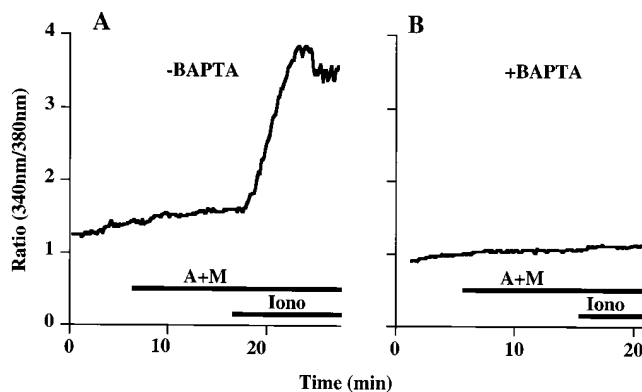 A
B
-BAPTA
+BAPTA
Ratio (340nm/380nm)
4
3
2
1
0
A+M
Iono
A+M
Iono
0
10
20
0
10
20
Time (min)